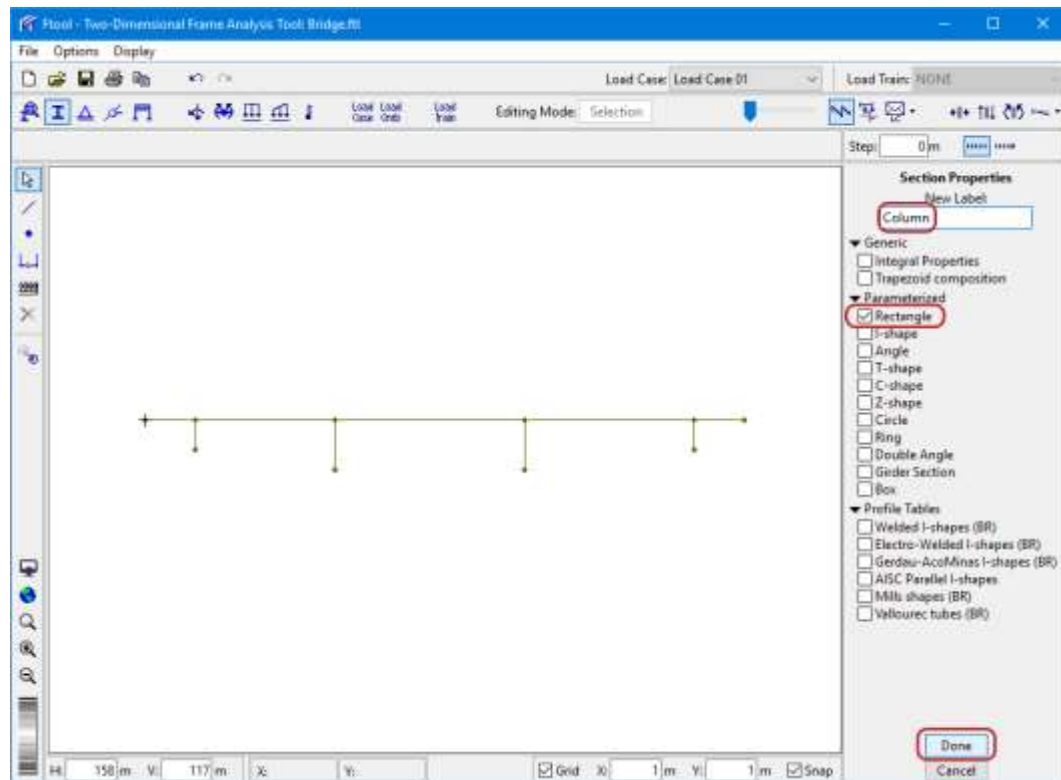 Ftool - Two-Dimensional Frame Analysis Tool: Bridge.ftl
File Options Display
Load Case: Load Case 01 Load Train: NONE
Load Case Load Cmb Load Train Editing Mode: Selection
Step: 0 m
Section Properties
New Label:
Column
Generic
Integral Properties
Trapezoid composition
Parameterized
Rectangle
I-shape
Angle
T-shape
C-shape
Z-shape
Circle
Ring
Double Angle
Girder Section
Box
Profile Tables
Welded I-shapes (BR)
Electro-Welded I-shapes (BR)
Gerdau-AcoMinas I-shapes (BR)
AISC Parallel I-shapes
Mills shapes (BR)
Vallourec tubes (BR)
Done
Cancel
H: 158 m V: 117 m X: Y: Grid X: 1 m Y: 1 m Snap